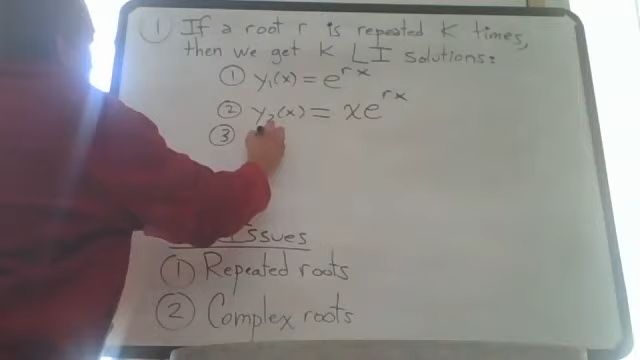 ① If a root r is repeated K times,
then we get K LI solutions:
① y₁(x) = e^{rx}
② y₂(x) = xe^{rx}
③
Issues
① Repeated roots
② Complex roots